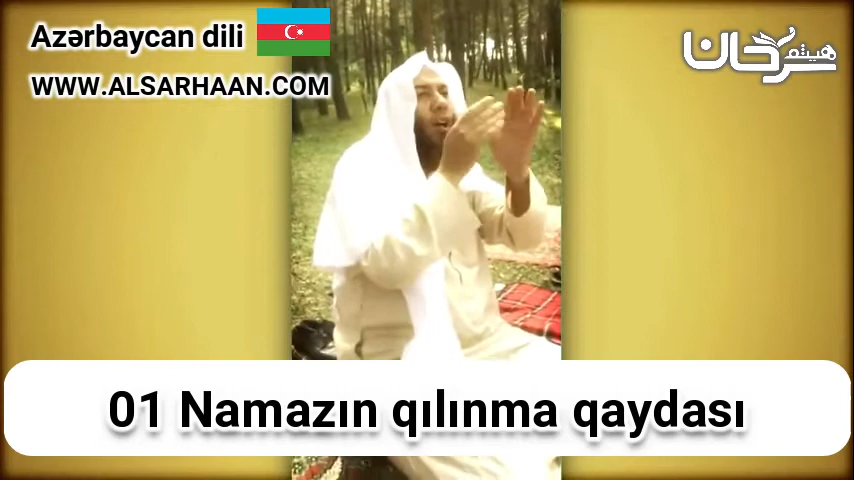 Azərbaycan dili
WWW.ALSARHAAN.COM
هيثم سرحان
01 Namazın qılınma qaydası